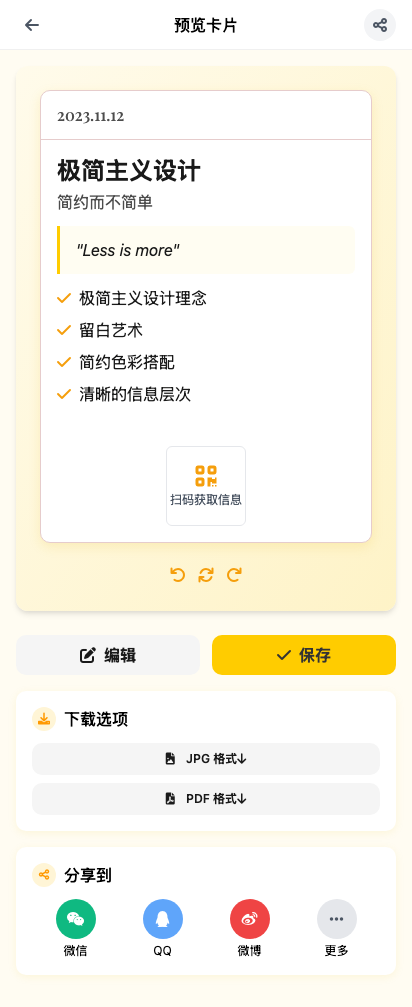 预览卡片
2023.11.12
极简主义设计
简约而不简单
"Less is more"
极简主义设计理念
留白艺术
简约色彩搭配
清晰的信息层次
扫码获取信息
编辑
保存
下载选项
JPG 格式↓
PDF 格式↓
分享到
微信
QQ
微博
更多